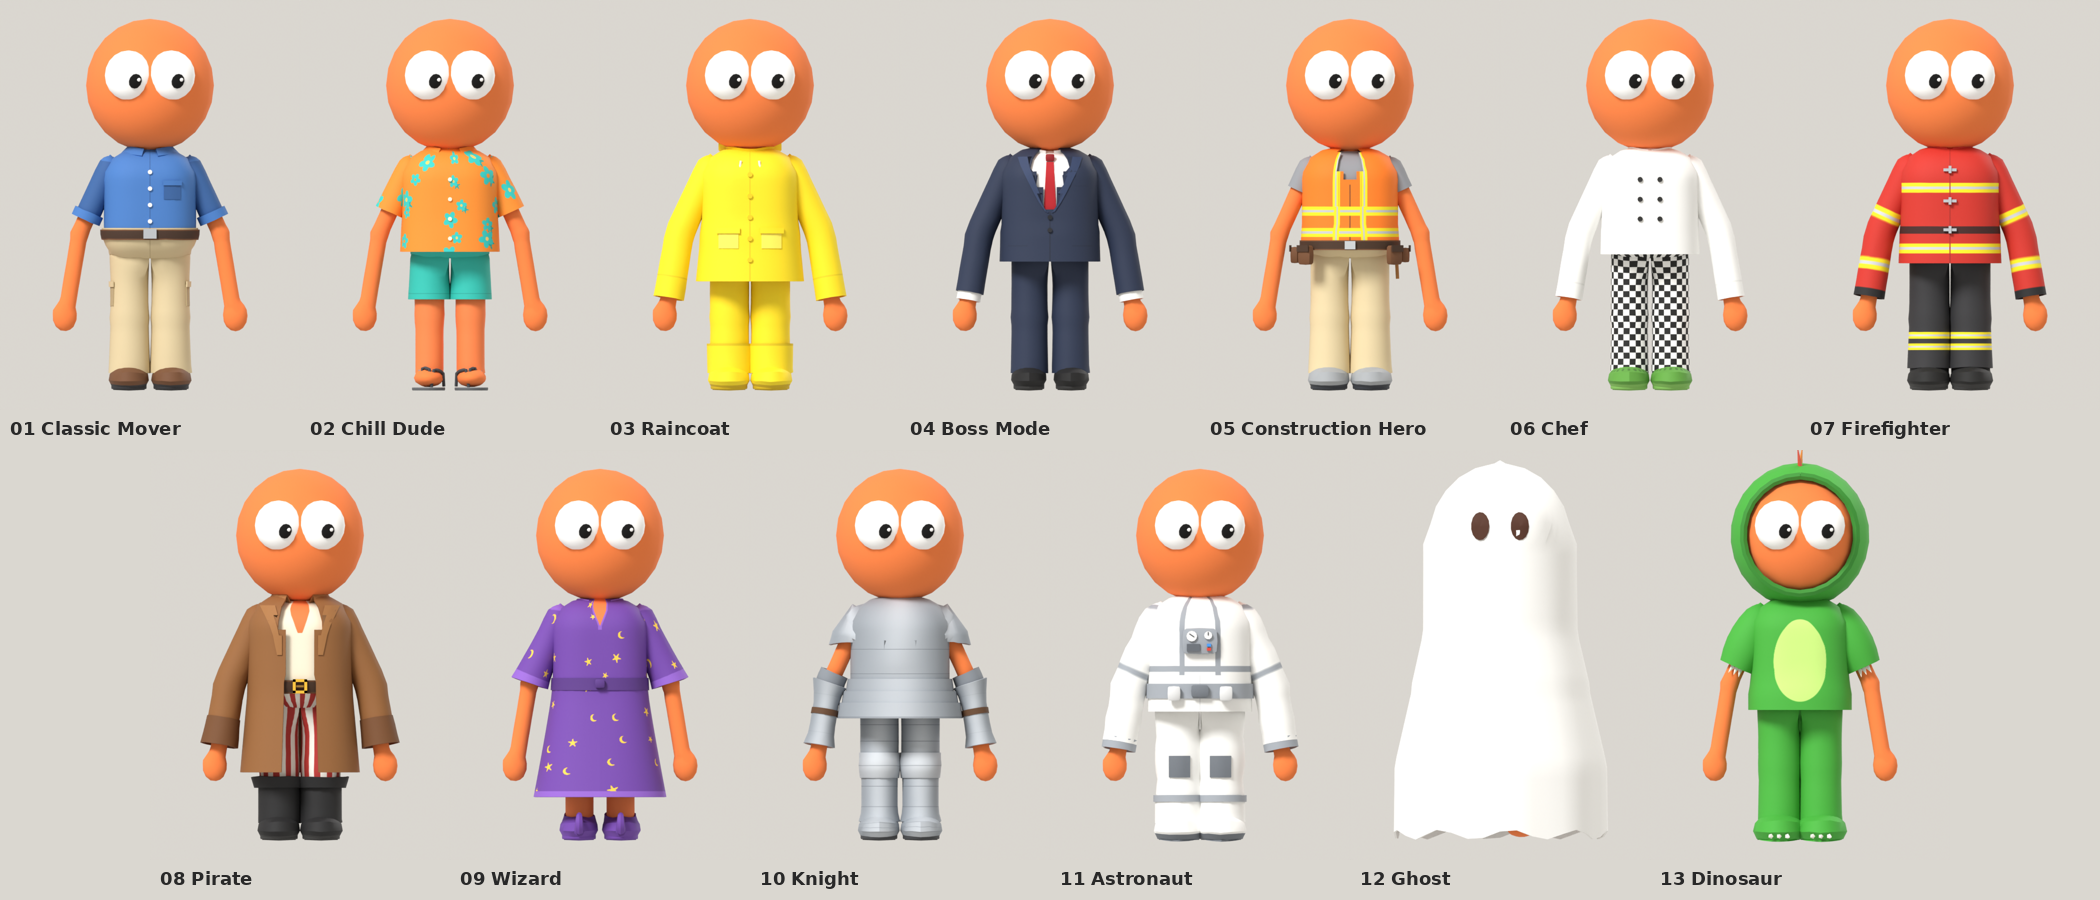 01 Classic Mover
02 Chill Dude
03 Raincoat
04 Boss Mode
05 Construction Hero
06 Chef
07 Firefighter
08 Pirate
09 Wizard
10 Knight
11 Astronaut
12 Ghost
13 Dinosaur